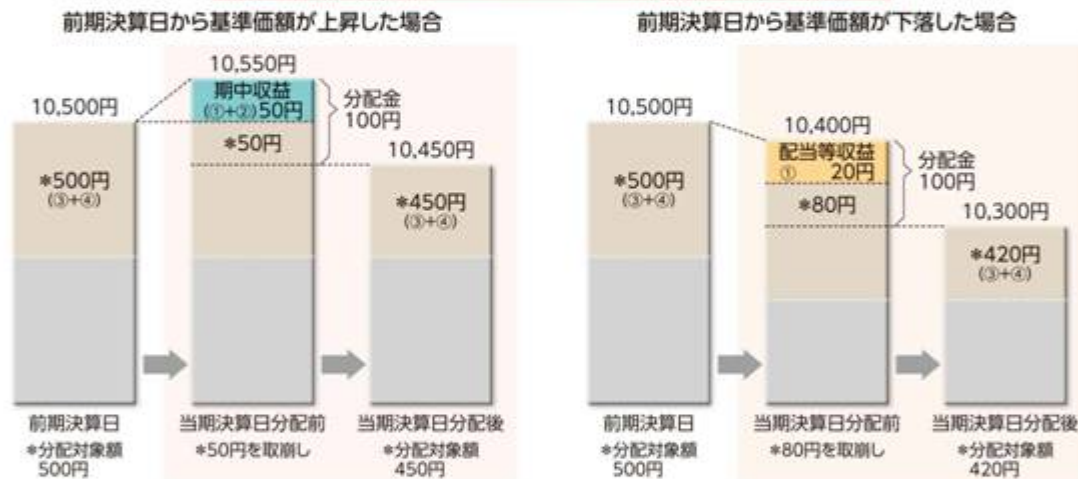 前期決算日から基準価額が上昇した場合
10,550円
10,500円
期中収益
(①+②)50円
分配金
100円
*50円
10,450円
*500円
(③+④)
*450円
(③+④)
前期決算日
当期決算日分配前
当期決算日分配後
*分配対象額
500円
*50円を取崩し
*分配対象額
450円
前期決算日から基準価額が下落した場合
10,500円
10,400円
配当等収益
① 20円
分配金
100円
*500円
(③+④)
*80円
10,300円
*420円
(③+④)
前期決算日
当期決算日分配前
当期決算日分配後
*分配対象額
500円
*80円を取崩し
*分配対象額
420円